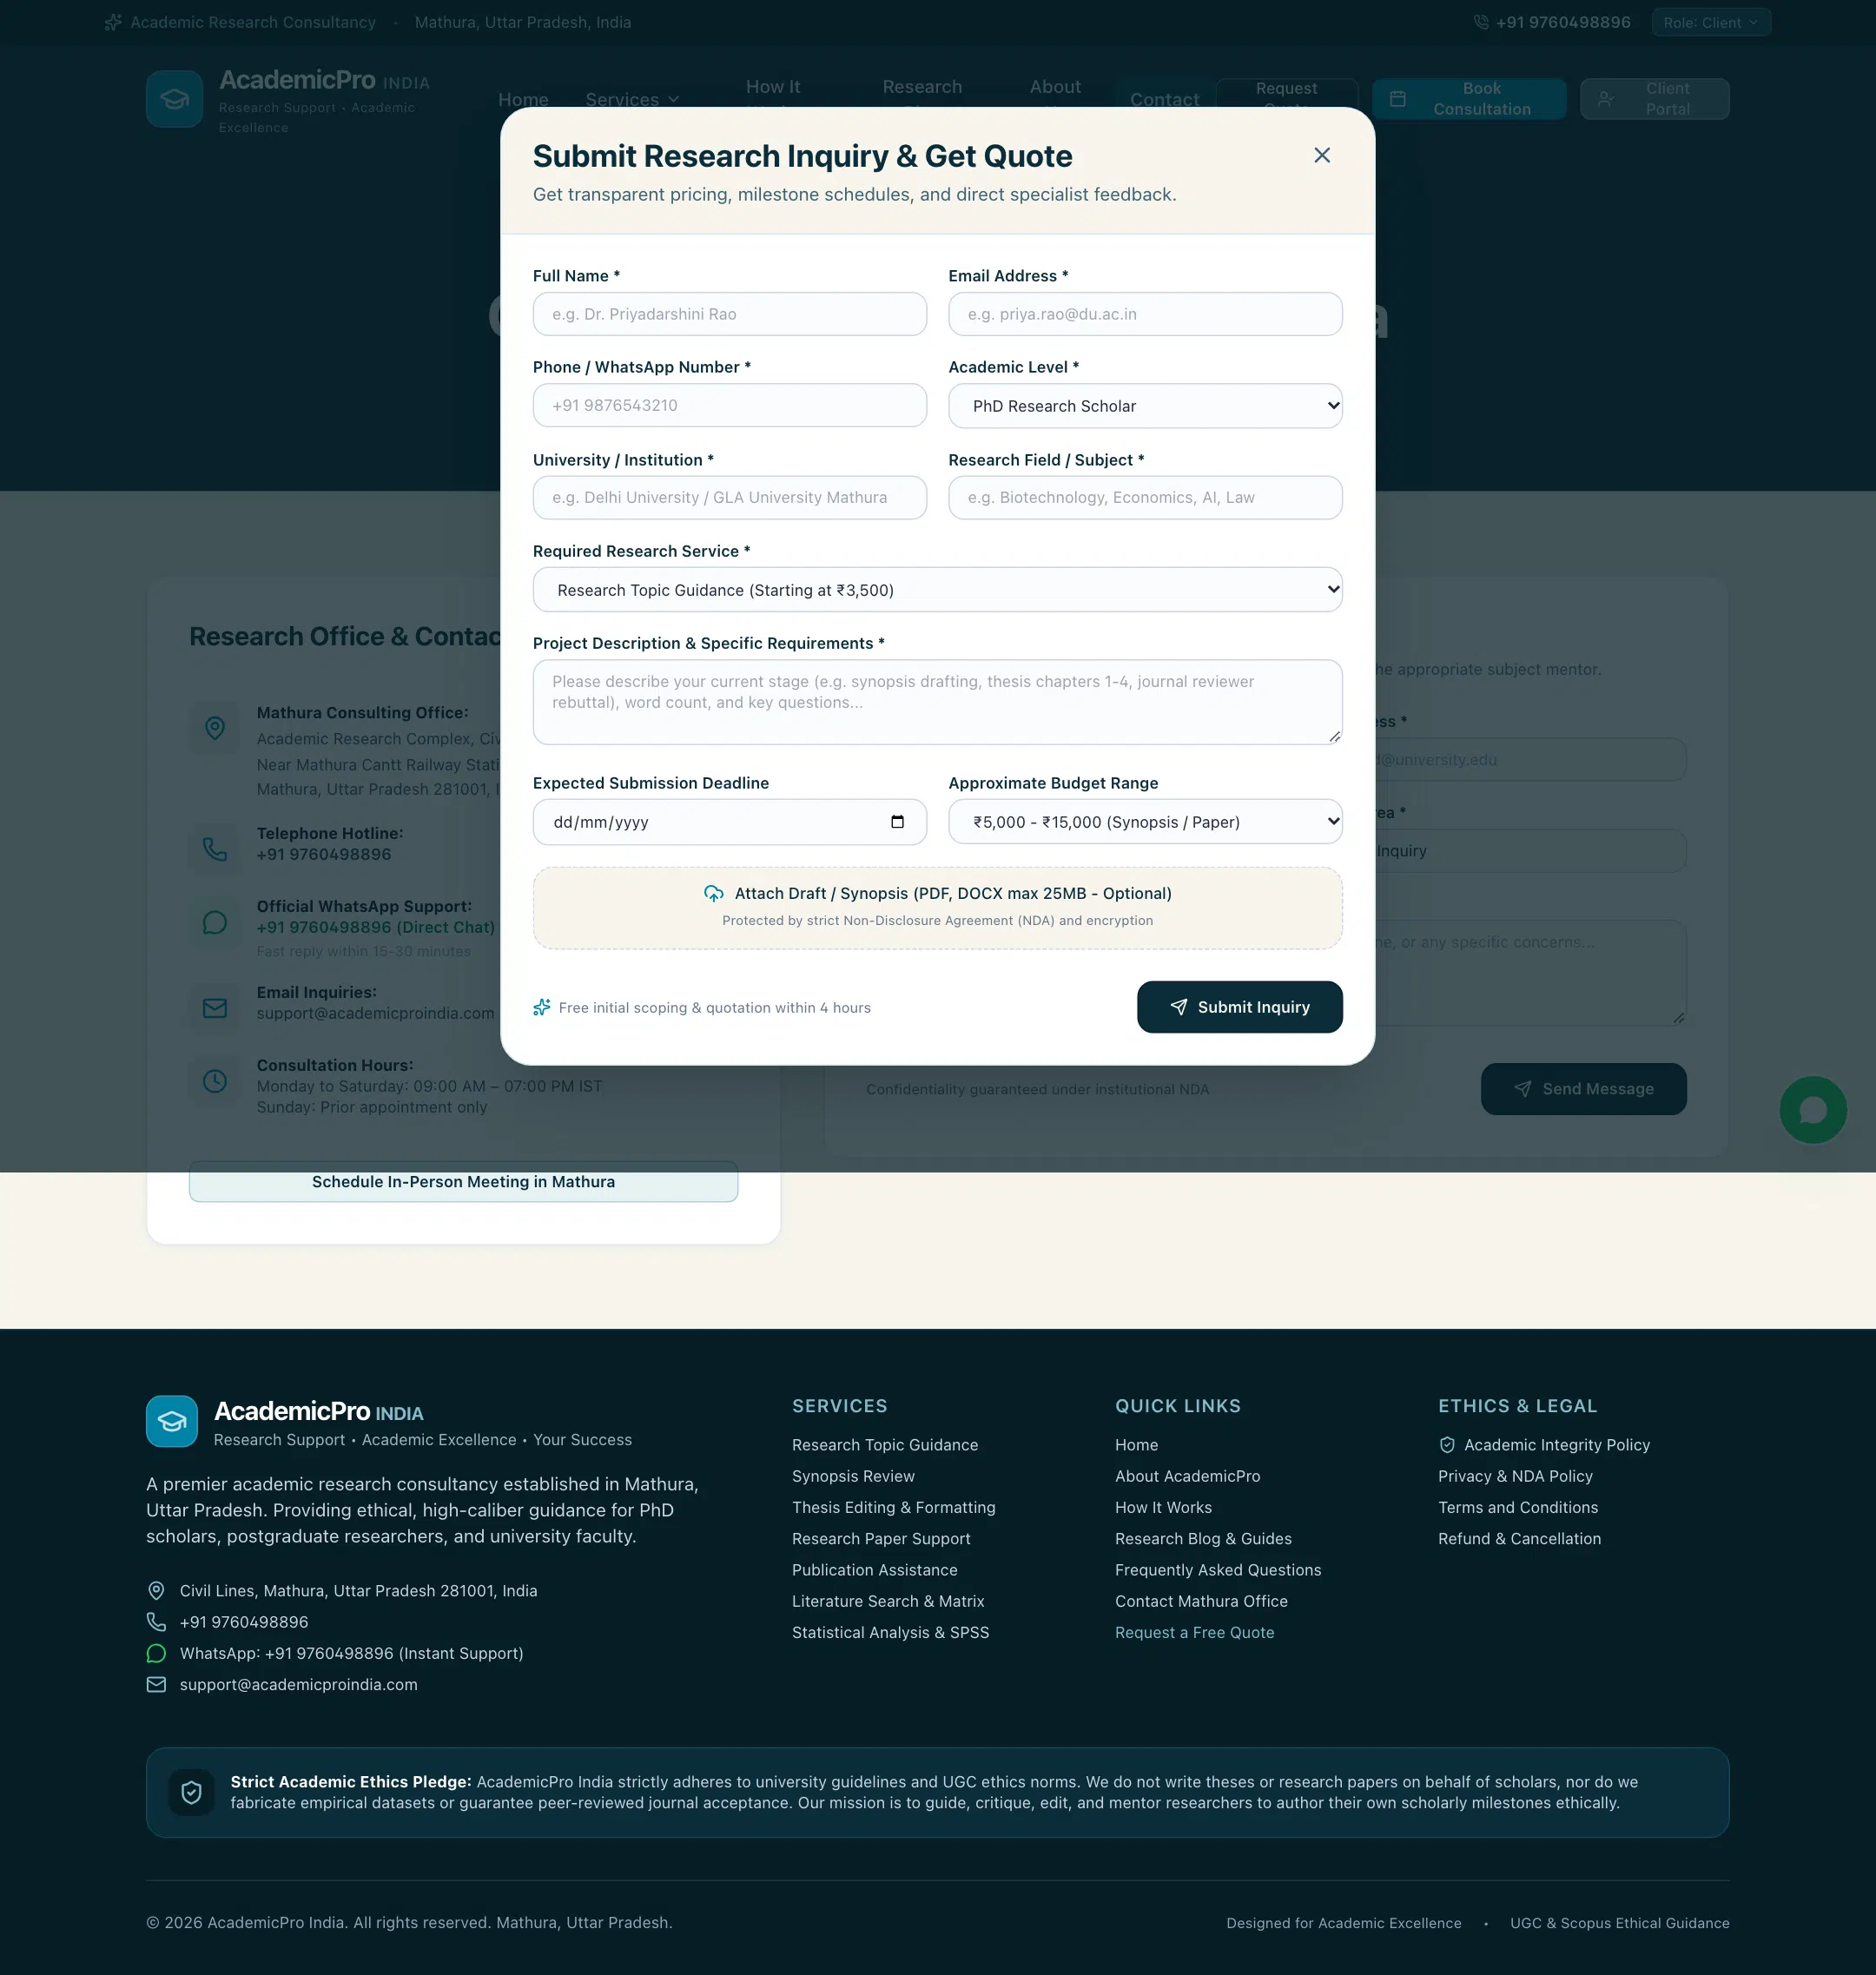 Academic Research Consultancy · Mathura, Uttar Pradesh, India
+91 9760498896
Role: Client
AcademicPro INDIA
Research Support • Academic
Excellence
Home
Services
How It
Research
About
Contact
Request
Book
Consultation
Client
Portal
Submit Research Inquiry & Get Quote
Get transparent pricing, milestone schedules, and direct specialist feedback.
Full Name *
e.g. Dr. Priyadarshini Rao
Email Address *
e.g. priya.rao@du.ac.in
Phone / WhatsApp Number *
+91 9876543210
Academic Level *
PhD Research Scholar
University / Institution *
e.g. Delhi University / GLA University Mathura
Research Field / Subject *
e.g. Biotechnology, Economics, AI, Law
Required Research Service *
Research Topic Guidance (Starting at ₹3,500)
Project Description & Specific Requirements *
Please describe your current stage (e.g. synopsis drafting, thesis chapters 1-4, journal reviewer
rebuttal), word count, and key questions...
Expected Submission Deadline
dd/mm/yyyy
Approximate Budget Range
₹5,000 - ₹15,000 (Synopsis / Paper)
Attach Draft / Synopsis (PDF, DOCX max 25MB - Optional)
Protected by strict Non-Disclosure Agreement (NDA) and encryption
Free initial scoping & quotation within 4 hours
Submit Inquiry
Research Office &
Mathura Consulting Office:
Academic Research Complex,
Near Mathura Cantt Railway
Mathura, Uttar Pradesh 281001,
Telephone Hotline:
+91 9760498896
Official WhatsApp Support:
+91 9760498896 (Direct Chat)
Fast reply within 15-30 minutes
Email Inquiries:
support@academicproindia.com
Consultation Hours:
Monday to Saturday: 09:00 AM – 07:00 PM IST
Sunday: Prior appointment only
Schedule In-Person Meeting in Mathura
the appropriate subject mentor.
@university.edu
Inquiry
or any specific concerns...
Confidentiality guaranteed under institutional NDA
Send Message
AcademicPro INDIA
Research Support • Academic Excellence • Your Success
A premier academic research consultancy established in Mathura,
Uttar Pradesh. Providing ethical, high-caliber guidance for PhD
scholars, postgraduate researchers, and university faculty.
Civil Lines, Mathura, Uttar Pradesh 281001, India
+91 9760498896
WhatsApp: +91 9760498896 (Instant Support)
support@academicproindia.com
SERVICES
Research Topic Guidance
Synopsis Review
Thesis Editing & Formatting
Research Paper Support
Publication Assistance
Literature Search & Matrix
Statistical Analysis & SPSS
QUICK LINKS
Home
About AcademicPro
How It Works
Research Blog & Guides
Frequently Asked Questions
Contact Mathura Office
Request a Free Quote
ETHICS & LEGAL
Academic Integrity Policy
Privacy & NDA Policy
Terms and Conditions
Refund & Cancellation
Strict Academic Ethics Pledge: AcademicPro India strictly adheres to university guidelines and UGC ethics norms. We do not write theses or research papers on behalf of scholars, nor do we
fabricate empirical datasets or guarantee peer-reviewed journal acceptance. Our mission is to guide, critique, edit, and mentor researchers to author their own scholarly milestones ethically.
© 2026 AcademicPro India. All rights reserved. Mathura, Uttar Pradesh.
Designed for Academic Excellence • UGC & Scopus Ethical Guidance